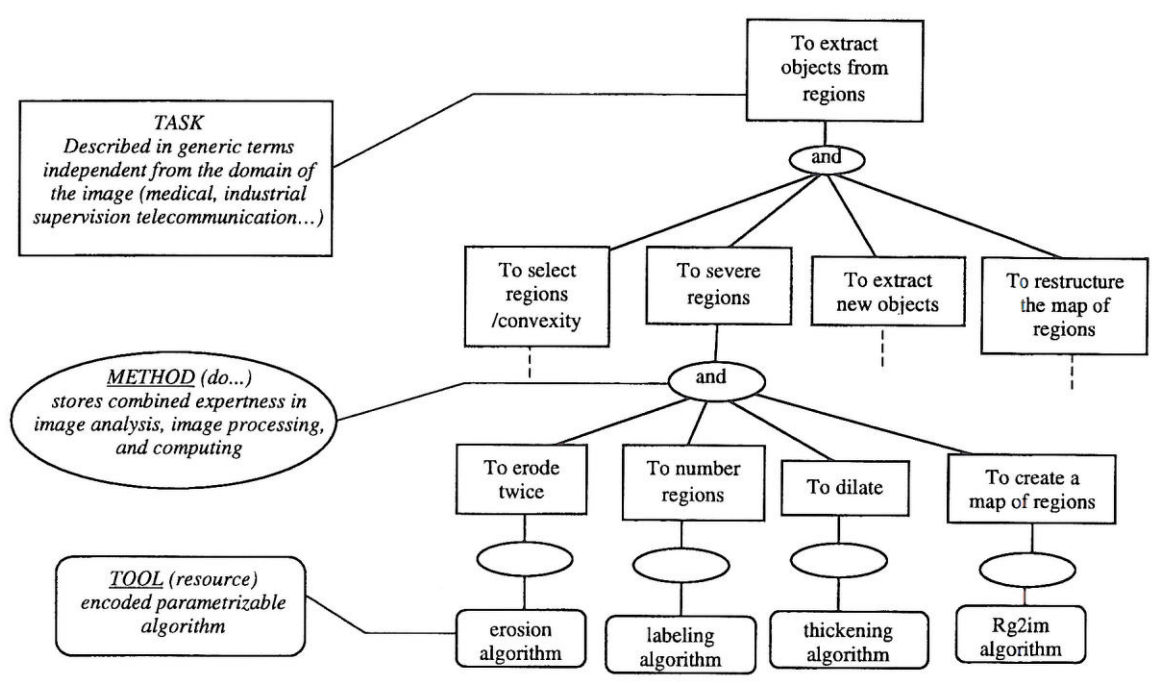 To extract
objects from
regions
TASK
Described in generic terms
independent from the domain of
the image (medical, industrial
supervision telecommunication...)
and
To select
regions
/convexity
To severe
regions
To extract
new objects
To restructure
the map of
regions
METHOD (do...)
stores combined expertness in
image analysis, image processing,
and computing
and
To erode
twice
To number
regions
To dilate
To create a
map of regions
TOOL (resource)
encoded parametrizable
algorithm
erosion
algorithm
labeling
algorithm
thickening
algorithm
Rg2im
algorithm